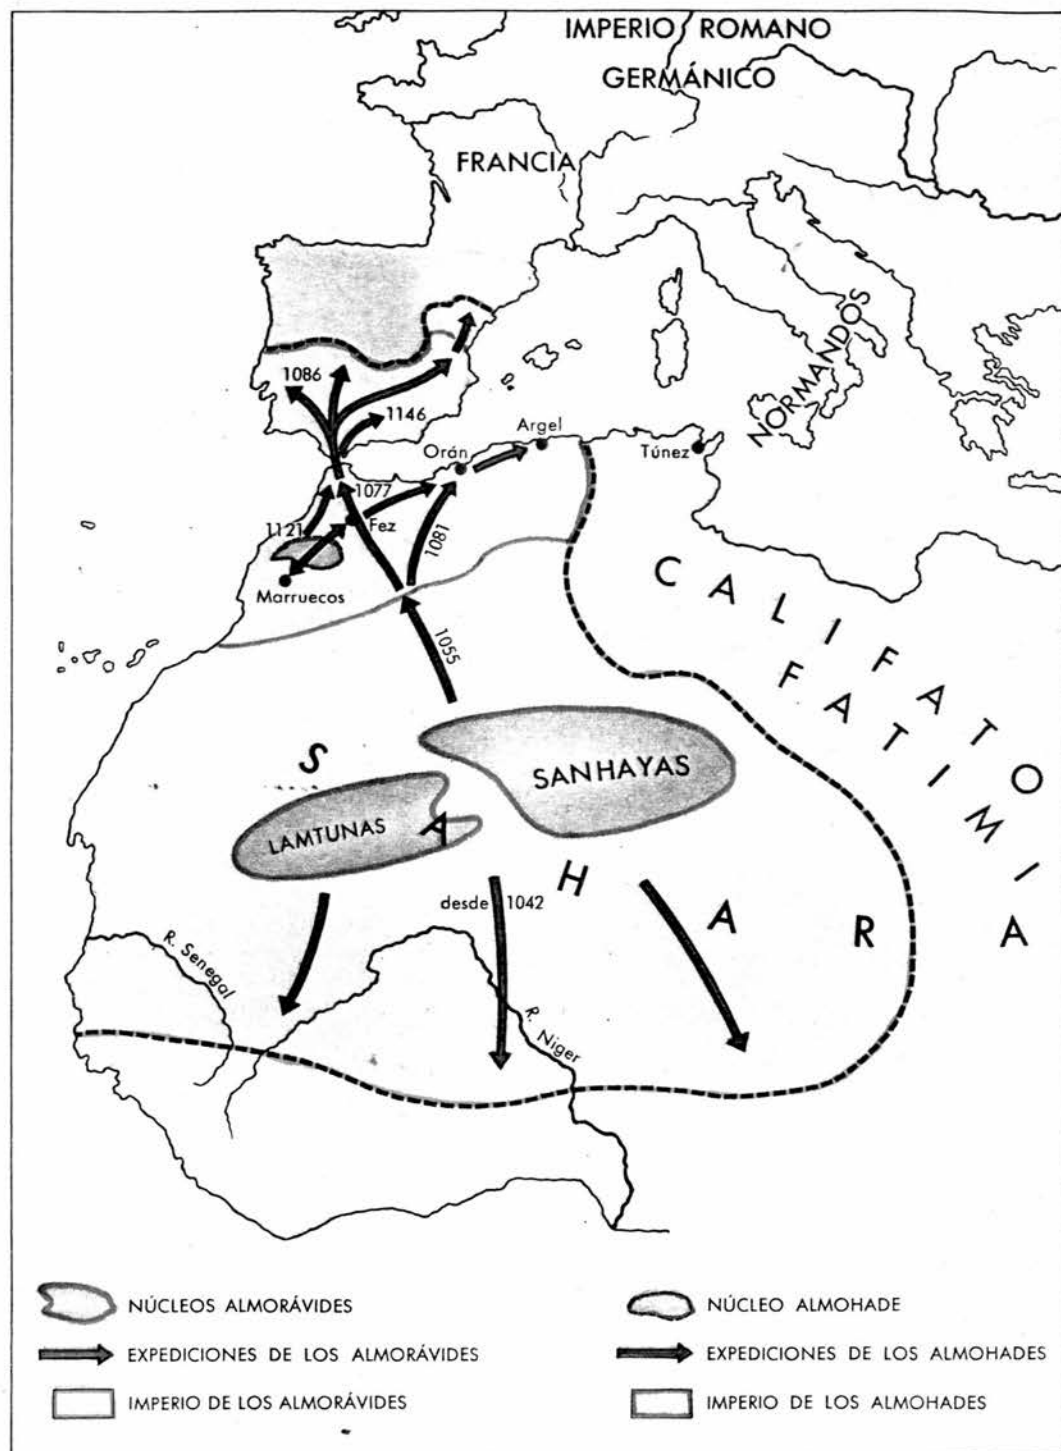 IMPERIO ROMANO
GERMÁNICO
FRANCIA
NORMANDOS
1086
1146
Argel
Orán
Túnez
1077
Fez
1121
1081
Marruecos
CALIFATO
FATIMIA
1055
SAHARA
SANHAYAS
LAMTUNAS
desde 1042
R. Senegal
R. Niger
NÚCLEOS ALMORÁVIDES
NÚCLEO ALMOHADE
EXPEDICIONES DE LOS ALMORÁVIDES
EXPEDICIONES DE LOS ALMOHADES
IMPERIO DE LOS ALMORÁVIDES
IMPERIO DE LOS ALMOHADES